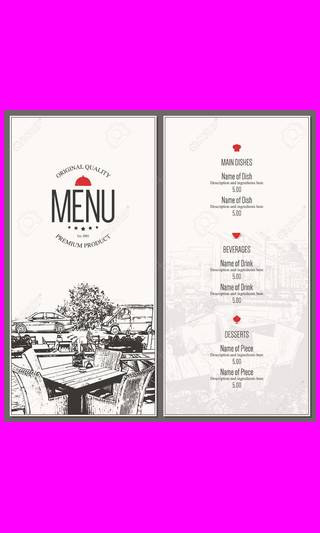 ORIGINAL QUALITY
MENU
Est. 1985
PREMIUM PRODUCT
MAIN DISHES
Name of Dish
Description and ingredients here
5.00
Name of Dish
Description and ingredients here
5.00
BEVERAGES
Name of Drink
Description and ingredients here
5.00
Name of Drink
Description and ingredients here
5.00
DESSERTS
Name of Piece
Description and ingredients here
5.00
Name of Piece
Description and ingredients here
5.00